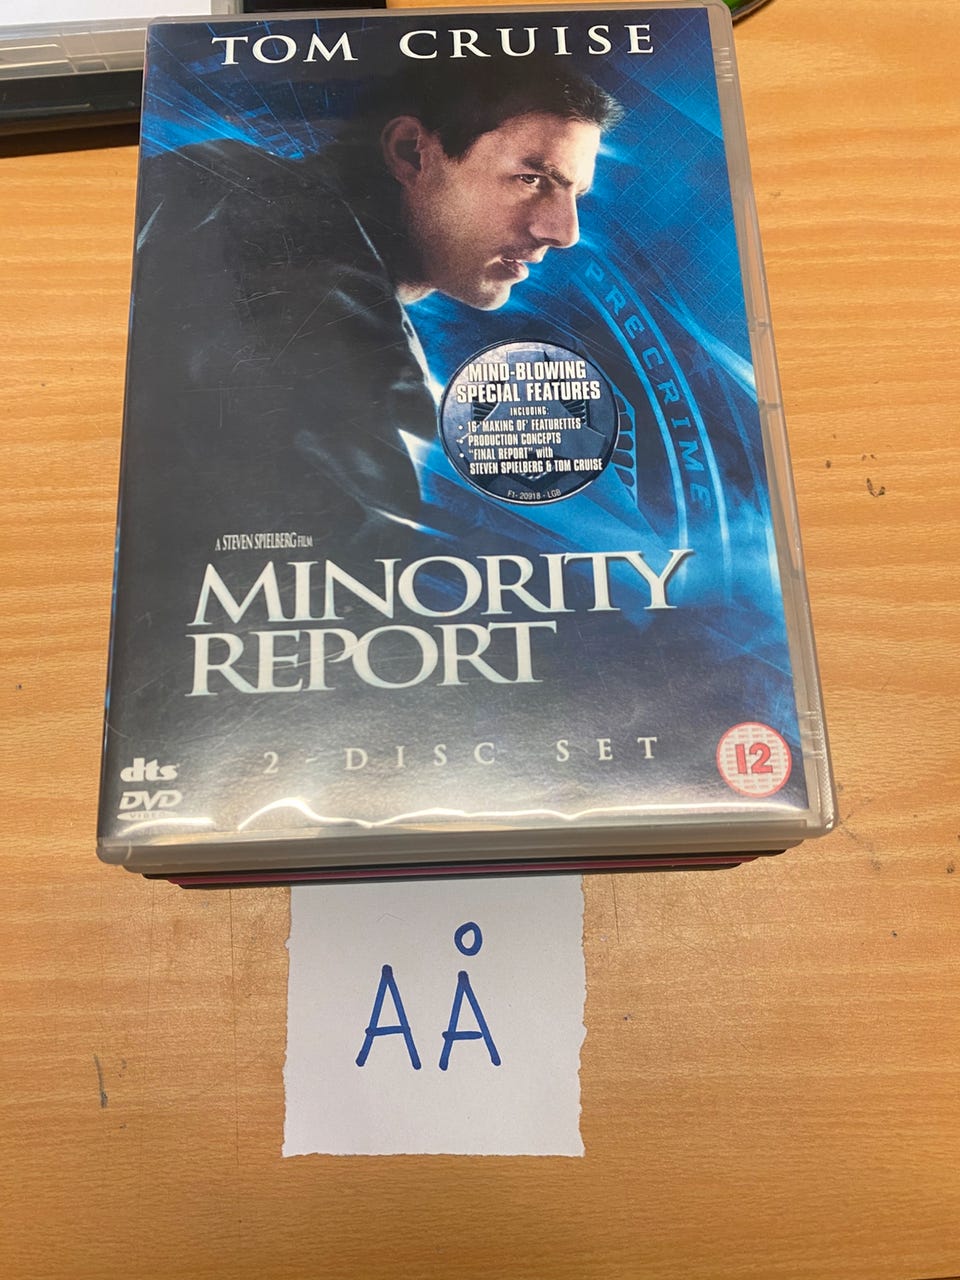 TOM CRUISE
PRECRIME
MIND-BLOWING
SPECIAL FEATURES
INCLUDING:
• 16 'MAKING OF' FEATURETTES
• PRODUCTION CONCEPTS
• "FINAL REPORT" with
STEVEN SPIELBERG & TOM CRUISE
F1- 20918 - LGB
A STEVEN SPIELBERG FILM
MINORITY
REPORT
2 DISC SET
12
dts
DVD
VIDEO
AÅ